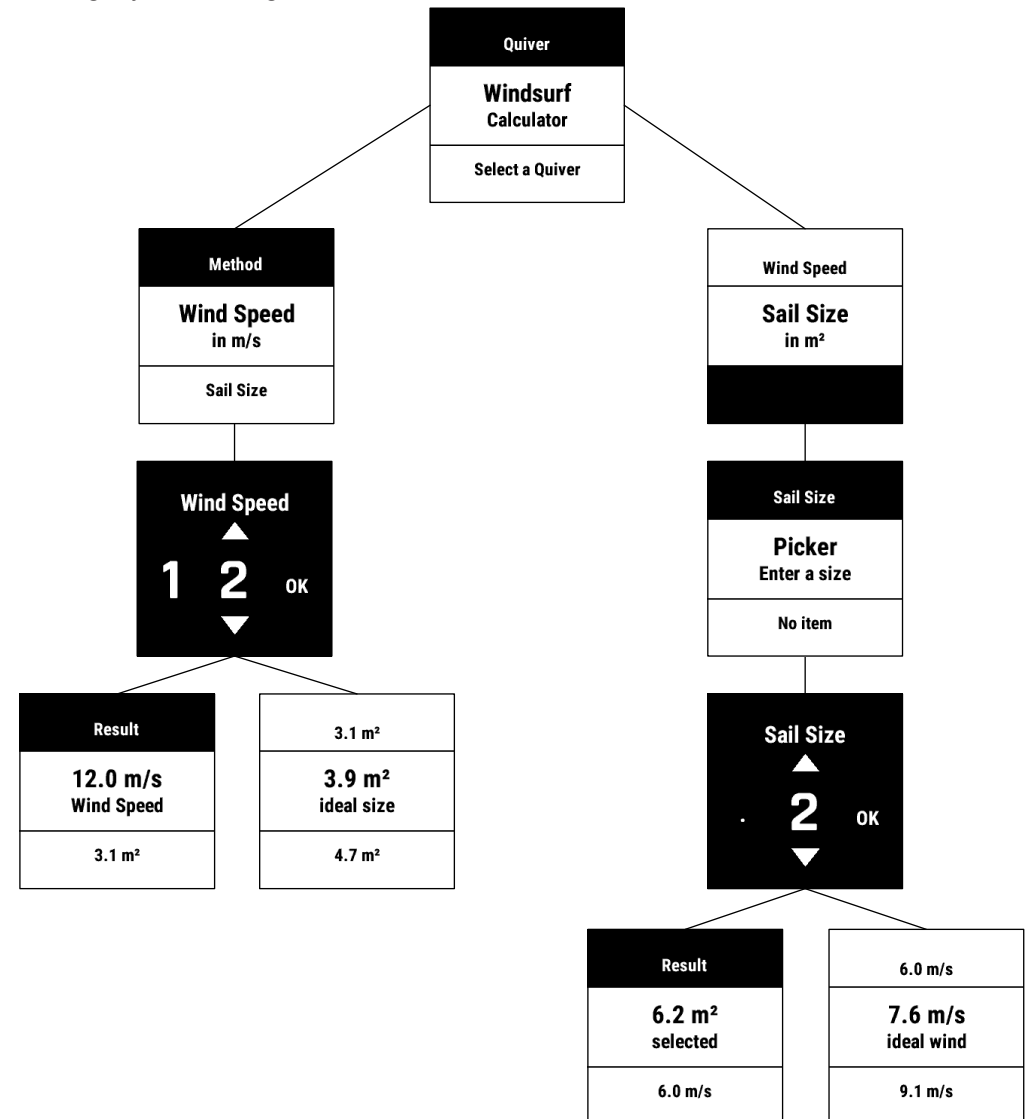 Quiver
Windsurf
Calculator
Select a Quiver
Method
Wind Speed
in m/s
Sail Size
Wind Speed
Sail Size
in m²
Wind Speed
1 2 OK
Sail Size
Picker
Enter a size
No item
Result
12.0 m/s
Wind Speed
3.1 m²
3.1 m²
3.9 m²
ideal size
4.7 m²
Sail Size
. 2 OK
Result
6.2 m²
selected
6.0 m/s
6.0 m/s
7.6 m/s
ideal wind
9.1 m/s